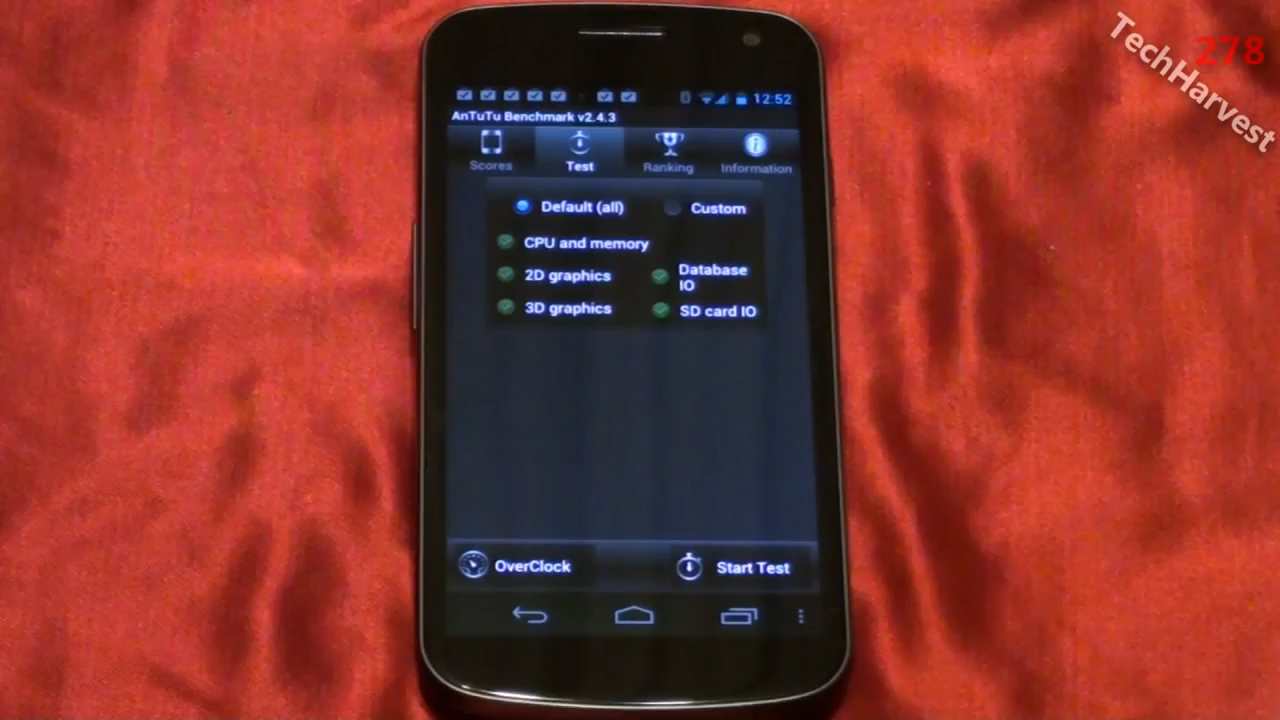 278
TechHarvest
12:52
AnTuTu Benchmark v2.4.3
Scores Test Ranking Information
Default (all) Custom
CPU and memory
2D graphics Database
IO
3D graphics SD card IO
OverClock Start Test